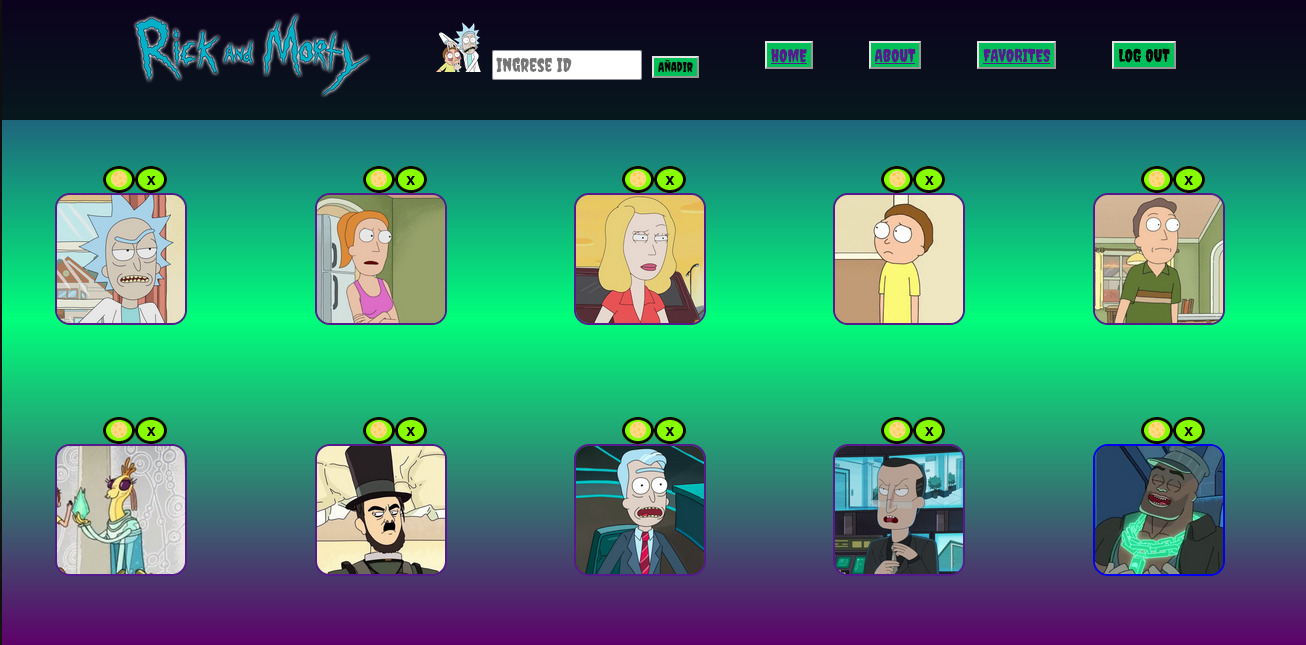 Rick and Morty
INGRESE ID
AÑADIR
HOME
ABOUT
FAVORITES
LOG OUT
x x x x x
x x x x x